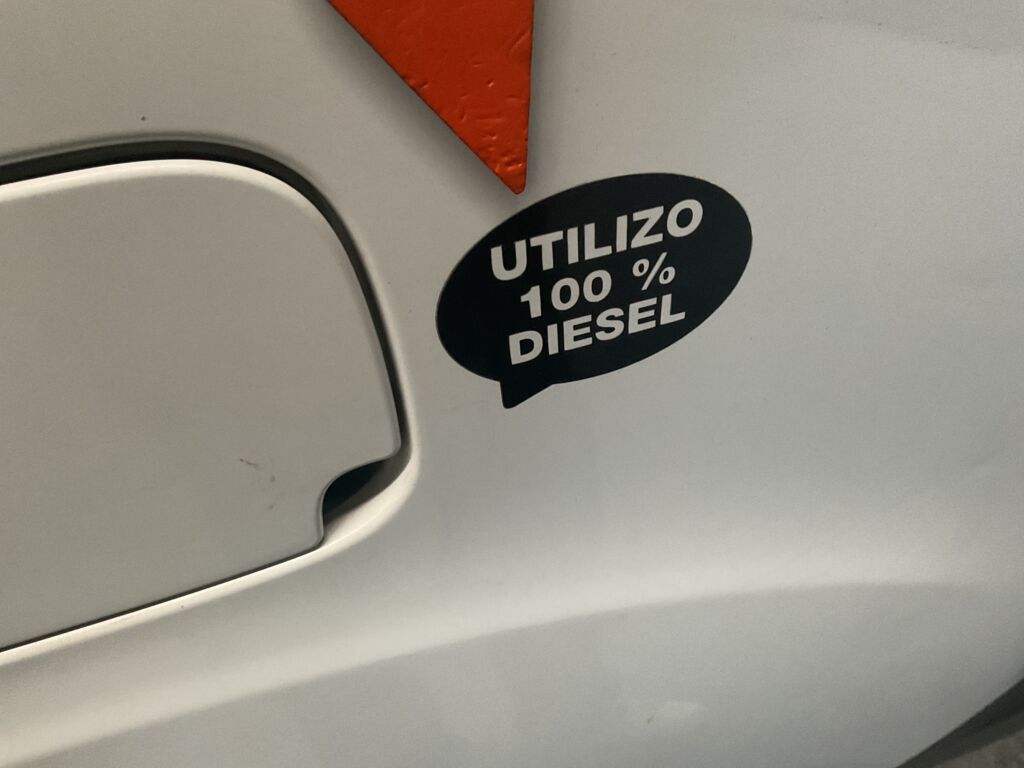 UTILIZO
100 %
DIESEL